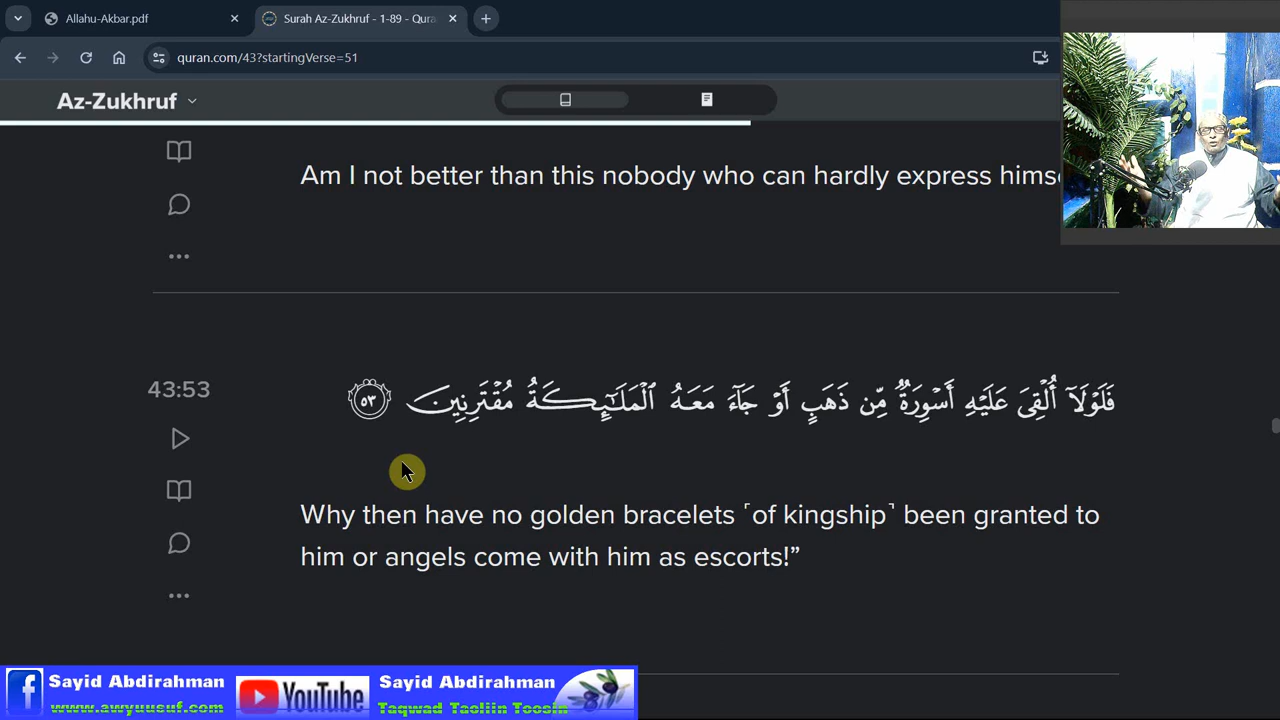 Allahu-Akbar.pdf
Surah Az-Zukhruf - 1-89 - Qura
quran.com/43?startingVerse=51
Az-Zukhruf
Am I not better than this nobody who can hardly express himse
43:53
فَلَوْلَآ أُلْقِىَ عَلَيْهِ أَسْوِرَةٌۭ مِّن ذَهَبٍ أَوْ جَآءَ مَعَهُ ٱلْمَلَـٰٓئِكَةُ مُقْتَرِنِينَ ٥٣
Why then have no golden bracelets ˹of kingship˺ been granted to
him or angels come with him as escorts!”
Sayid Abdirahman
www.awyuusuf.com
YouTube
Sayid Abdirahman
Taqwad Taoliin Toosin